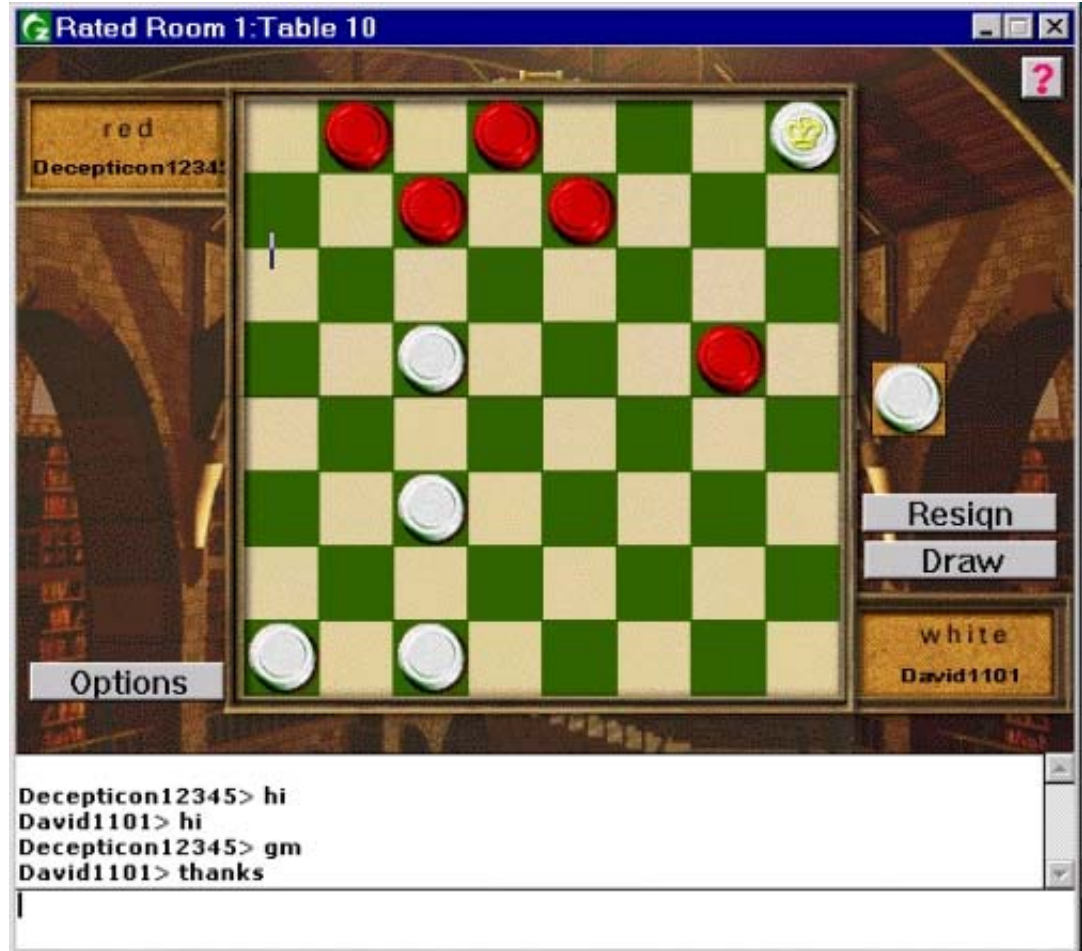 Rated Room 1:Table 10
?
red
Decepticon1234
Resign
Draw
white
David1101
Options
Decepticon12345> hi
David1101> hi
Decepticon12345> gm
David1101> thanks